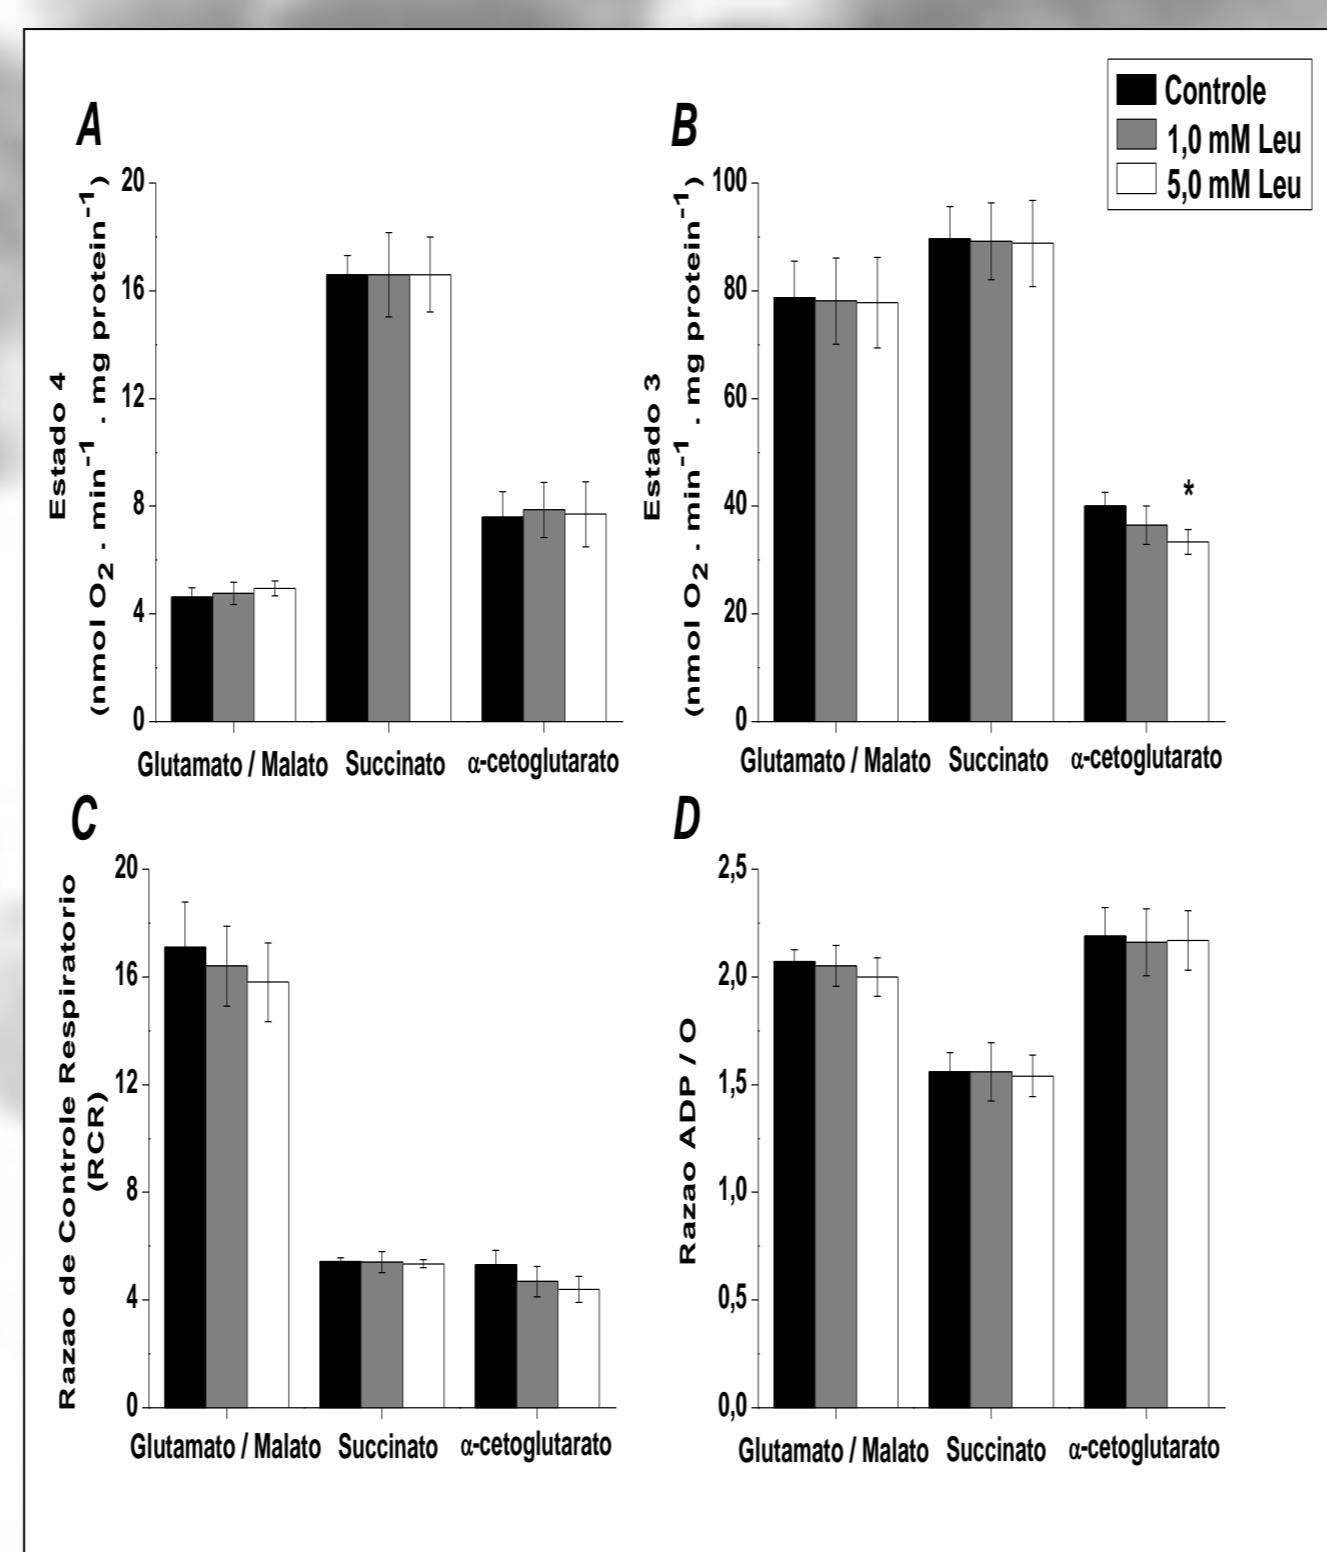 Controle
1,0 mM Leu
5,0 mM Leu
A
Estado 4
(nmol O₂ . min⁻¹ . mg protein⁻¹)
20
16
12
8
4
0
Glutamato / Malato Succinato α-cetoglutarato
B
Estado 3
(nmol O₂ . min⁻¹ . mg protein⁻¹)
100
80
60
40
20
0
*
Glutamato / Malato Succinato α-cetoglutarato
C
Razao de Controle Respiratorio
(RCR)
20
16
12
8
4
0
Glutamato / Malato Succinato α-cetoglutarato
D
Razao ADP / O
2,5
2,0
1,5
1,0
0,5
0,0
Glutamato / Malato Succinato α-cetoglutarato